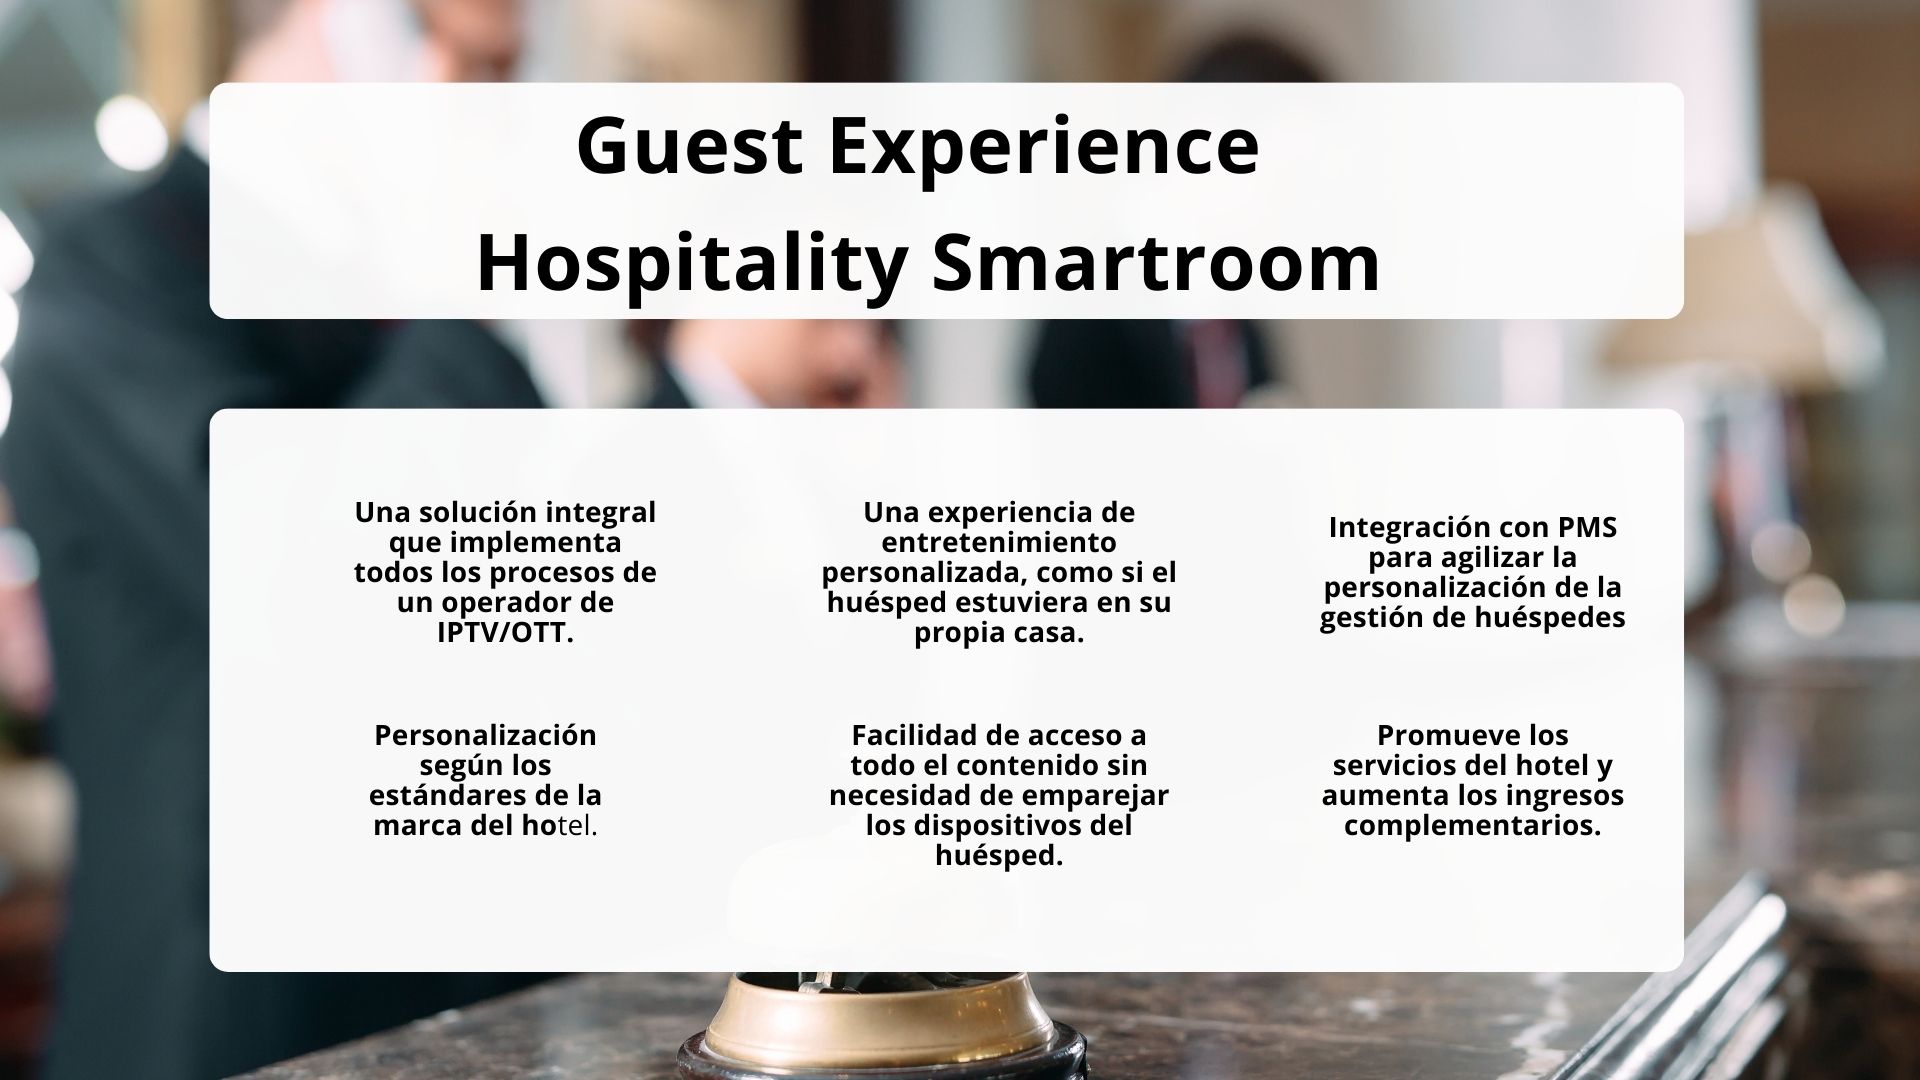 Guest Experience
Hospitality Smartroom
Una solución integral
que implementa
todos los procesos de
un operador de
IPTV/OTT.
Una experiencia de
entretenimiento
personalizada, como si el
huésped estuviera en su
propia casa.
Integración con PMS
para agilizar la
personalización de la
gestión de huéspedes
Personalización
según los
estándares de la
marca del hotel.
Facilidad de acceso a
todo el contenido sin
necesidad de emparejar
los dispositivos del
huésped.
Promueve los
servicios del hotel y
aumenta los ingresos
complementarios.